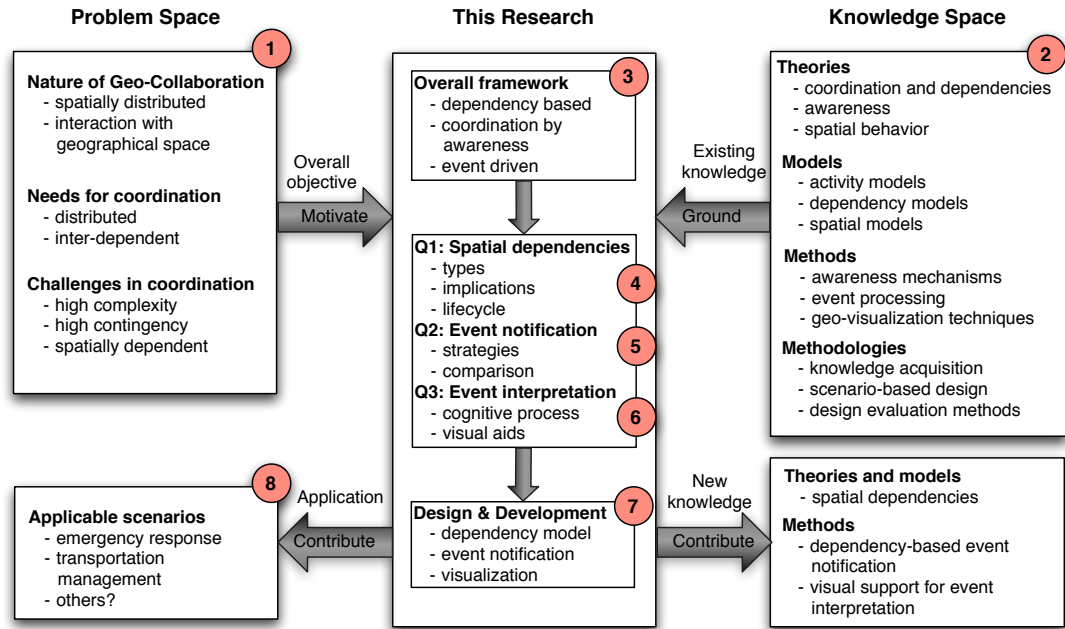 Problem Space
1
Nature of Geo-Collaboration
- spatially distributed
- interaction with
geographical space
Needs for coordination
- distributed
- inter-dependent
Challenges in coordination
- high complexity
- high contingency
- spatially dependent
Overall
objective
Motivate
This Research
3
Overall framework
- dependency based
- coordination by
awareness
- event driven
Q1: Spatial dependencies
- types
- implications
- lifecycle
4
Q2: Event notification
- strategies
- comparison
5
Q3: Event interpretation
- cognitive process
- visual aids
6
Design & Development
- dependency model
- event notification
- visualization
7
Existing
knowledge
Ground
Knowledge Space
2
Theories
- coordination and dependencies
- awareness
- spatial behavior
Models
- activity models
- dependency models
- spatial models
Methods
- awareness mechanisms
- event processing
- geo-visualization techniques
Methodologies
- knowledge acquisition
- scenario-based design
- design evaluation methods
8
Applicable scenarios
- emergency response
- transportation
management
- others?
Application
Contribute
New
knowledge
Contribute
Theories and models
- spatial dependencies
Methods
- dependency-based event
notification
- visual support for event
interpretation